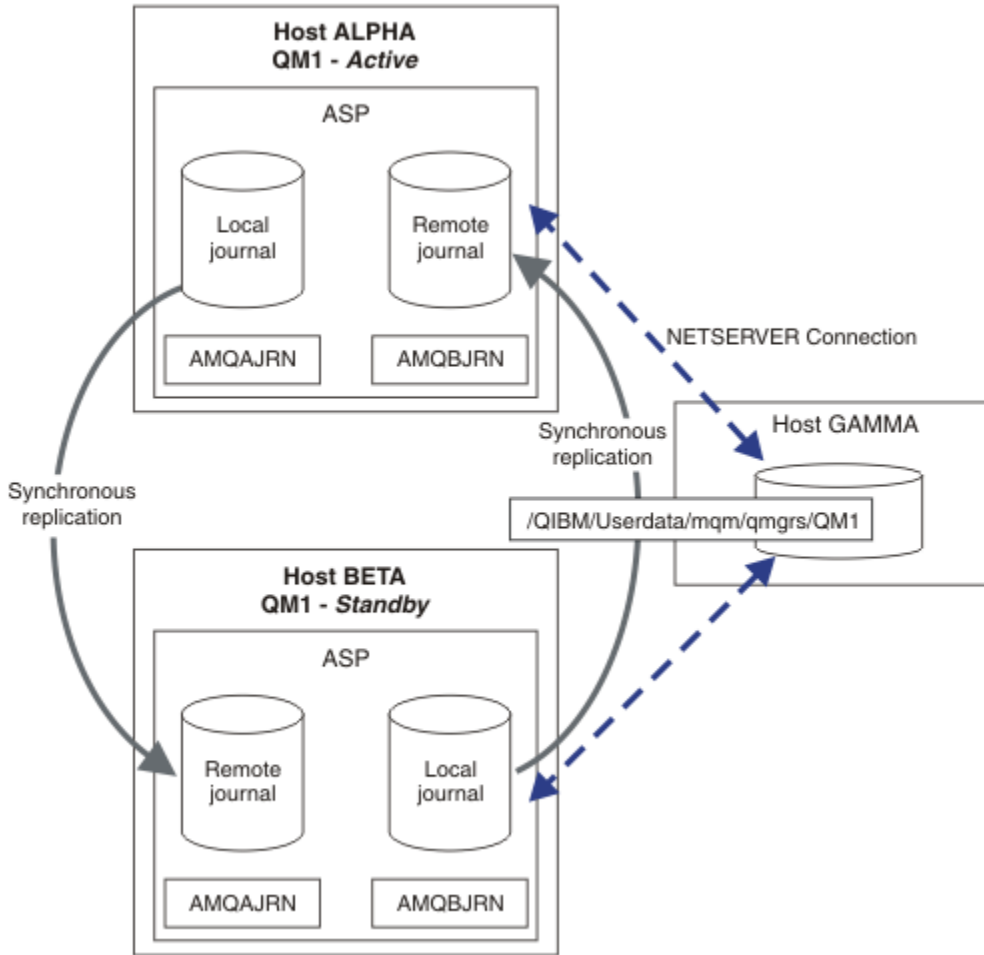 Host ALPHA
QM1 - Active
ASP
Local
journal
Remote
journal
AMQAJRN
AMQBJRN
NETSERVER Connection
Host GAMMA
/QIBM/Userdata/mqm/qmgrs/QM1
Synchronous
replication
Synchronous
replication
Host BETA
QM1 - Standby
ASP
Remote
journal
Local
journal
AMQAJRN
AMQBJRN